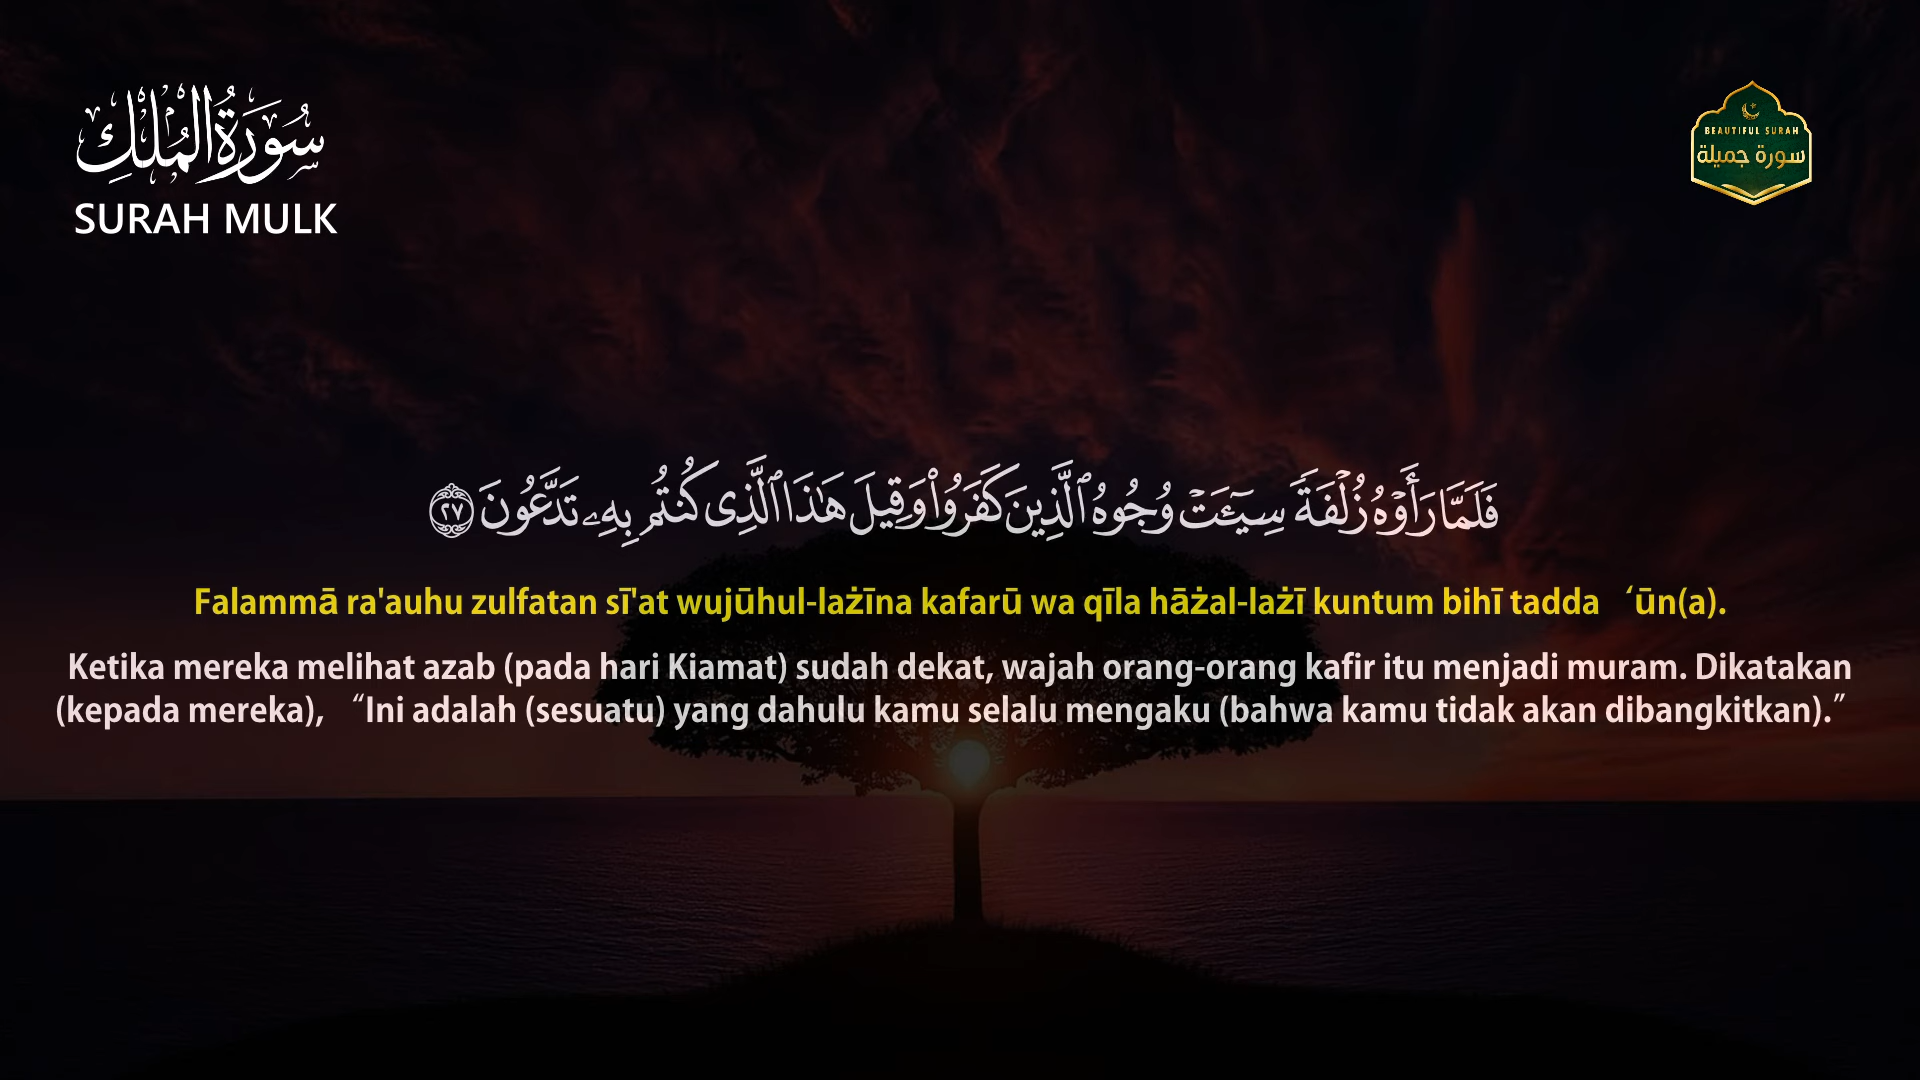 سُورَةُ الْمُلْكِ
SURAH MULK
BEAUTIFUL SURAH
سورة جميلة
فَلَمَّا رَأَوْهُ زُلْفَةً سِيٓـَٔتْ وُجُوهُ ٱلَّذِينَ كَفَرُوا۟ وَقِيلَ هَـٰذَا ٱلَّذِى كُنتُم بِهِۦ تَدَّعُونَ ٢٧
Falammā ra'auhu zulfatan sī'at wujūhul-lażīna kafarū wa qīla hāżal-lażī kuntum bihī tadda ‘ūn(a).
Ketika mereka melihat azab (pada hari Kiamat) sudah dekat, wajah orang-orang kafir itu menjadi muram. Dikatakan
(kepada mereka), “Ini adalah (sesuatu) yang dahulu kamu selalu mengaku (bahwa kamu tidak akan dibangkitkan).”